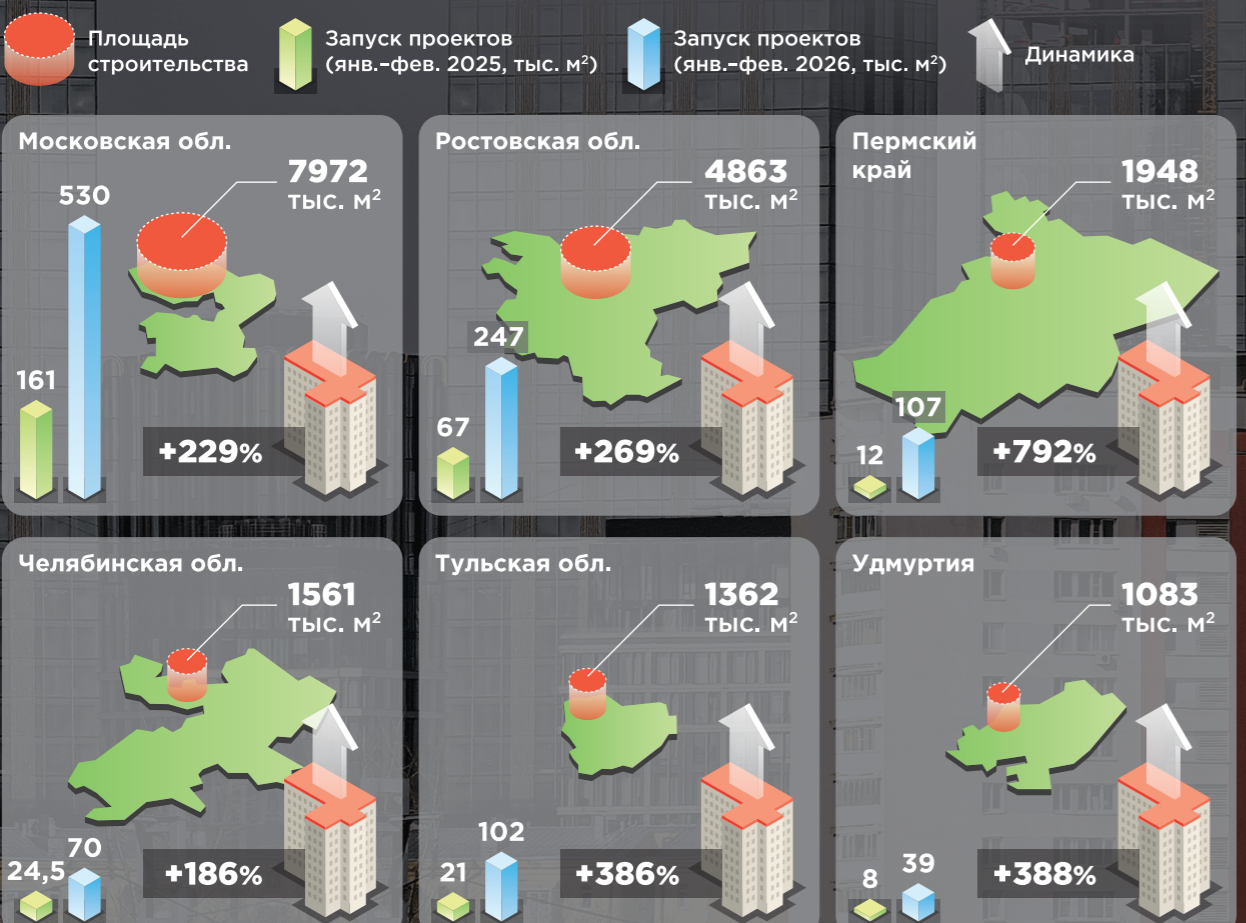 Площадь
строительства
Запуск проектов
(янв.–фев. 2025, тыс. м²)
Запуск проектов
(янв.–фев. 2026, тыс. м²)
Динамика
Московская обл.
7972
тыс. м²
530
161
+229%
Ростовская обл.
4863
тыс. м²
247
67
+269%
Пермский
край
1948
тыс. м²
107
12
+792%
Челябинская обл.
1561
тыс. м²
70
24,5
+186%
Тульская обл.
1362
тыс. м²
102
21
+386%
Удмуртия
1083
тыс. м²
39
8
+388%